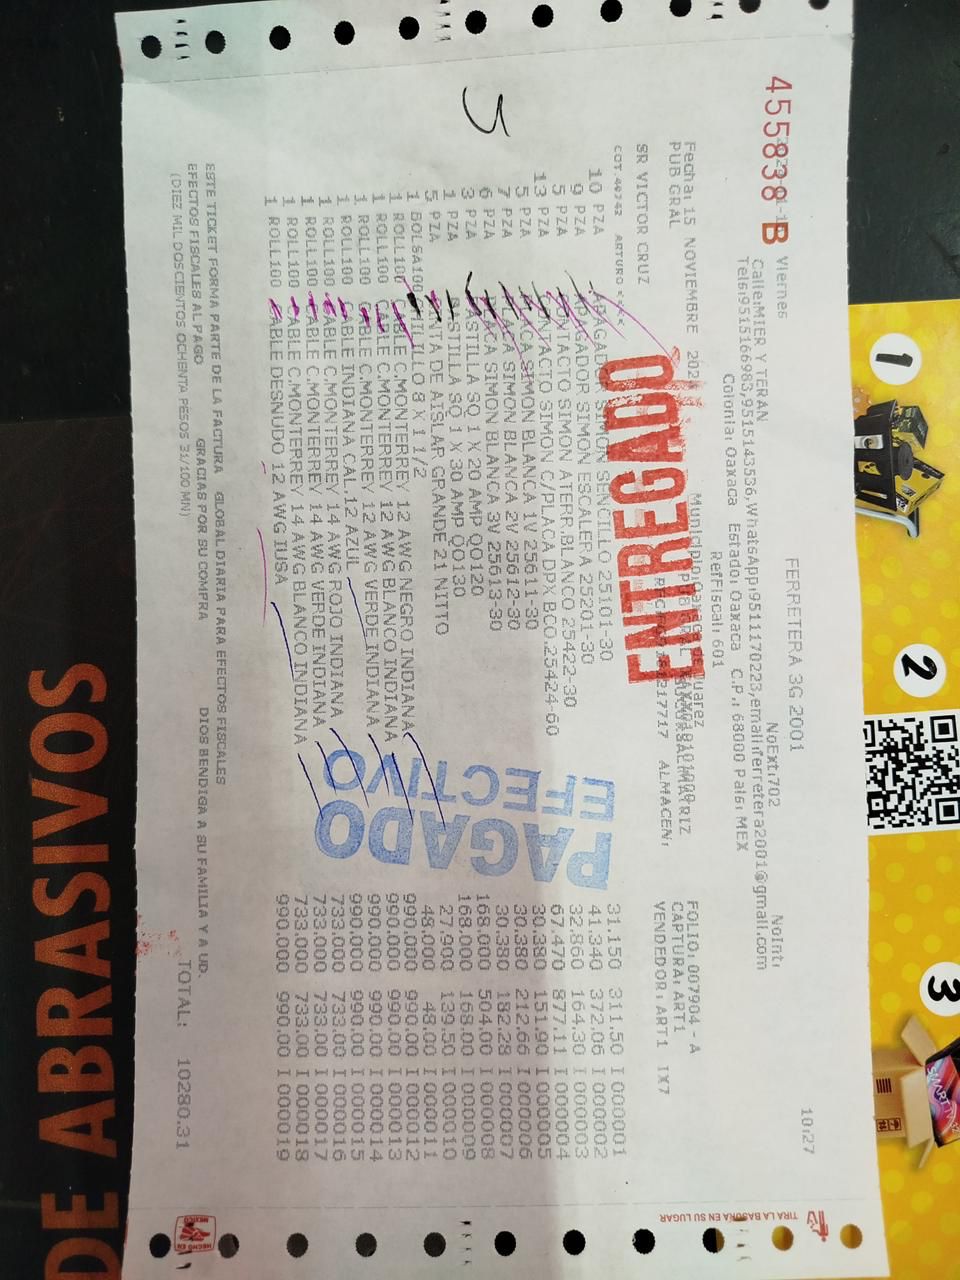 455838 B
Viernes
FERRETERA 3G 2001
10:27
Calle:MIER Y TERAN NoExt:702 NoInt:
Tels:9515166983,9515143536,WhatsApp:9511170223,email:ferretera2001@gmail.com
Colonia: Oaxaca Estado: Oaxaca C.P.: 68000 País: MEX
RefFiscal: 601
Municipio:
Fecha: 15 NOVIEMBRE FOLIO: 007904 - A
PUB GRAL CAPTURA: ART1
ALMACEN: VENDEDOR: ART1 1X7
SR VICTOR CRUZ
COT.46742 ARTURO
ENTREGADO
10 PZA APAGADOR SIMON SENCILLO 25101-30 31.150 311.50 I 000001
9 PZA APAGADOR SIMON ESCALERA 25201-30 41.340 372.06 I 000002
5 PZA CONTACTO SIMON ATERR.BLANCO 25422-30 32.860 164.30 I 000003
13 PZA CONTACTO SIMON C/PLACA DPX BCO.25424-60 67.470 877.11 I 000004
5 PZA PLACA SIMON BLANCA 1V 25611-30 30.380 151.90 I 000005
7 PZA PLACA SIMON BLANCA 2V 25612-30 30.380 212.66 I 000006
6 PZA PLACA SIMON BLANCA 3V 25613-30 30.380 182.28 I 000007
3 PZA PASTILLA SQ 1 X 20 AMP QO120 168.000 504.00 I 000008
1 PZA PASTILLA SQ 1 X 30 AMP QO130 168.000 168.00 I 000009
5 PZA CINTA DE AISLAR GRANDE 21 NITTO 27.900 139.50 I 000010
1 BOLSA100 CHILILLO 8 X 1 1/2 48.000 48.00 I 000011
1 ROLL100 CABLE C.MONTERREY 12 AWG NEGRO INDIANA 990.000 990.00 I 000012
1 ROLL100 CABLE C.MONTERREY 12 AWG BLANCO INDIANA 990.000 990.00 I 000013
1 ROLL100 CABLE C.MONTERREY 12 AWG VERDE INDIANA 990.000 990.00 I 000014
1 ROLL100 CABLE INDIANA CAL.12 AZUL 990.000 990.00 I 000015
1 ROLL100 CABLE C.MONTERREY 14 AWG ROJO INDIANA 733.000 733.00 I 000016
1 ROLL100 CABLE C.MONTERREY 14 AWG VERDE INDIANA 733.000 733.00 I 000017
1 ROLL100 CABLE C.MONTERREY 14 AWG BLANCO INDIANA 733.000 733.00 I 000018
1 ROLL100 CABLE DESNUDO 12 AWG IUSA 990.000 990.00 I 000019
PAGADO
EFECTIVO
ESTE TICKET FORMA PARTE DE LA FACTURA GLOBAL DIARIA PARA EFECTOS FISCALES
EFECTOS FISCALES AL PAGO GRACIAS POR SU COMPRA DIOS BENDIGA A SU FAMILIA Y A UD.
(DIEZ MIL DOSCIENTOS OCHENTA PESOS 31/100 MN) TOTAL: 10280.31
TIRA LA BASURA EN SU LUGAR
HECHO EN
MEXICO
DE ABRASIVOS
1
2
3
SMART TV